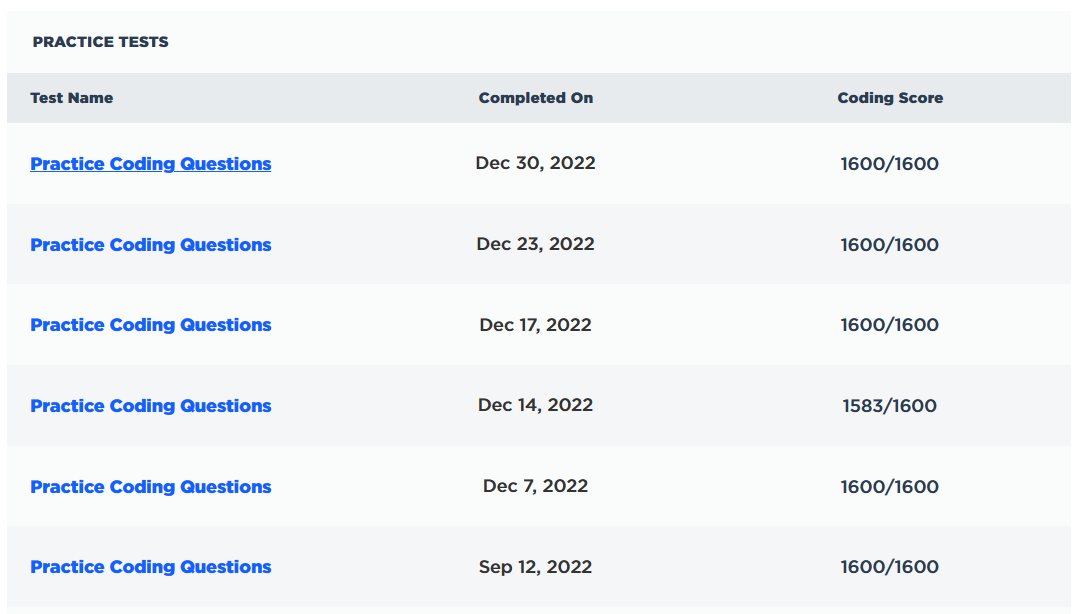 PRACTICE TESTS
Test Name Completed On Coding Score
Practice Coding Questions Dec 30, 2022 1600/1600
Practice Coding Questions Dec 23, 2022 1600/1600
Practice Coding Questions Dec 17, 2022 1600/1600
Practice Coding Questions Dec 14, 2022 1583/1600
Practice Coding Questions Dec 7, 2022 1600/1600
Practice Coding Questions Sep 12, 2022 1600/1600